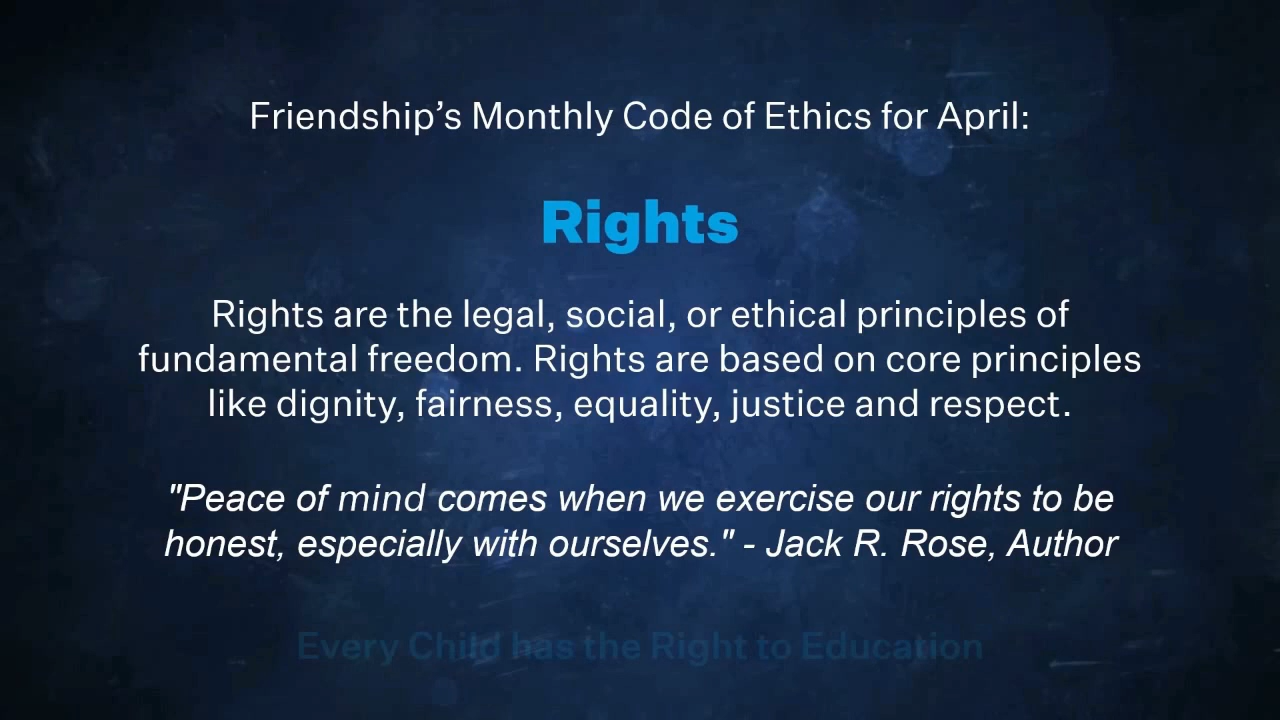 Friendship’s Monthly Code of Ethics for April:
Rights
Rights are the legal, social, or ethical principles of
fundamental freedom. Rights are based on core principles
like dignity, fairness, equality, justice and respect.
"Peace of mind comes when we exercise our rights to be
honest, especially with ourselves." - Jack R. Rose, Author
Every Child has the Right to Education